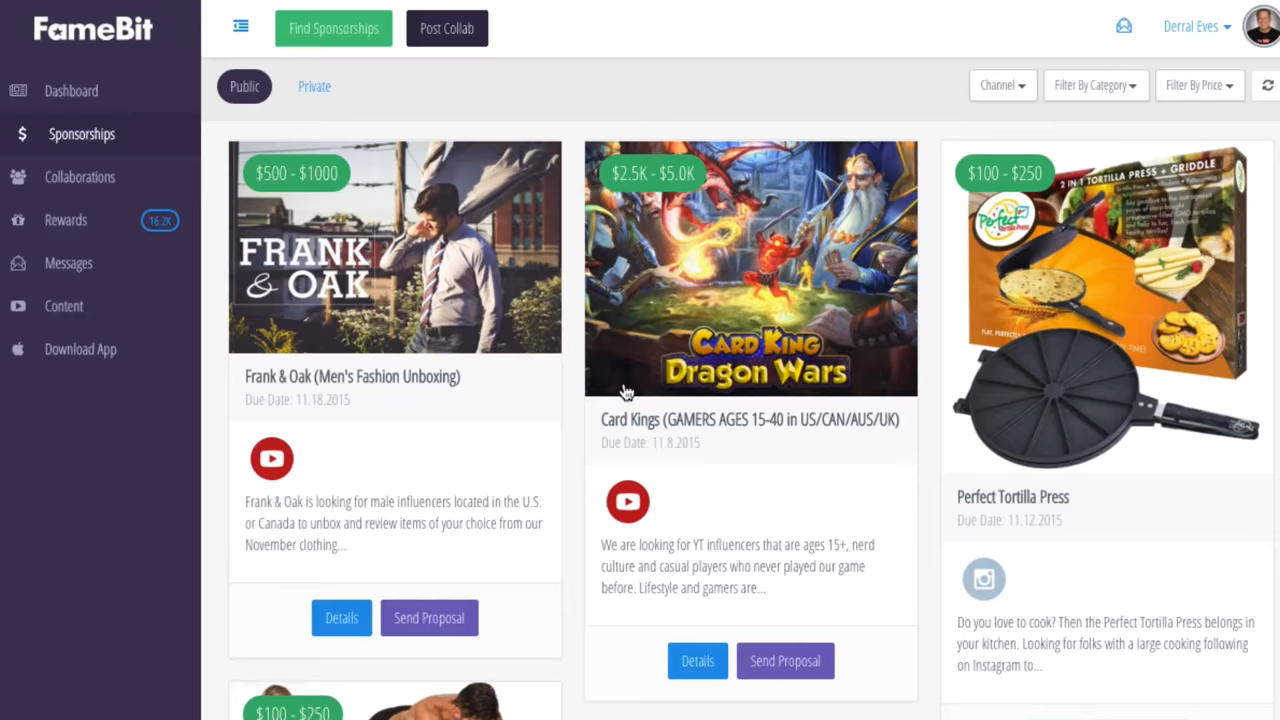 FameBit
Find Sponsorships
Post Collab
Derral Eves
Dashboard
Sponsorships
Collaborations
Rewards
16.2K
Messages
Content
Download App
Public
Private
Channel
Filter By Category
Filter By Price
$500 - $1000
FRANK
& OAK
Frank & Oak (Men's Fashion Unboxing)
Due Date: 11.18.2015
Frank & Oak is looking for male influencers located in the U.S.
or Canada to unbox and review items of your choice from our
November clothing...
Details
Send Proposal
$100 - $250
$2.5K - $5.0K
CARD KING
Dragon Wars
Card Kings (GAMERS AGES 15-40 in US/CAN/AUS/UK)
Due Date: 11.8.2015
We are looking for YT influencers that are ages 15+, nerd
culture and casual players who never played our game
before. Lifestyle and gamers are...
Details
Send Proposal
$100 - $250
2 IN 1 TORTILLA PRESS + GRIDDLE
Perfect
Perfect Tortilla Press
Due Date: 11.12.2015
Do you love to cook? Then the Perfect Tortilla Press belongs in
your kitchen. Looking for folks with a large cooking following
on Instagram to...